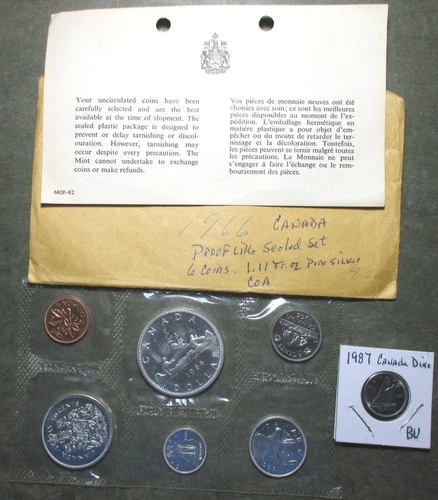 Your uncirculated coins have been
carefully selected and are the best
available at the time of shipment. The
sealed plastic package is designed to
prevent or delay tarnishing or discol-
ouration. However, tarnishing may
occur despite every precaution. The
Mint cannot undertake to exchange
coins or make refunds.
MOF-82
Vos pièces de monnaie neuves ont été
choisies avec soin; ce sont les meilleures
pièces disponibles au moment de l'ex-
pédition. L'emballage hermétique en
matière plastique a pour objet d'em-
pêcher ou du moins de retarder le ter-
nissage et la décoloration. Toutefois,
les pièces peuvent se ternir malgré toutes
les précautions. La Monnaie ne peut
s'engager à faire l'échange ou le rem-
boursement des pièces.
1966 CANADA
PROOF Like Sealed Set
6 Coins. 1.11 Tr. oz Pure Silver
COA
CANADA
1966
DOLLAR
50 CENTS
1987 CANADA Dime
BU